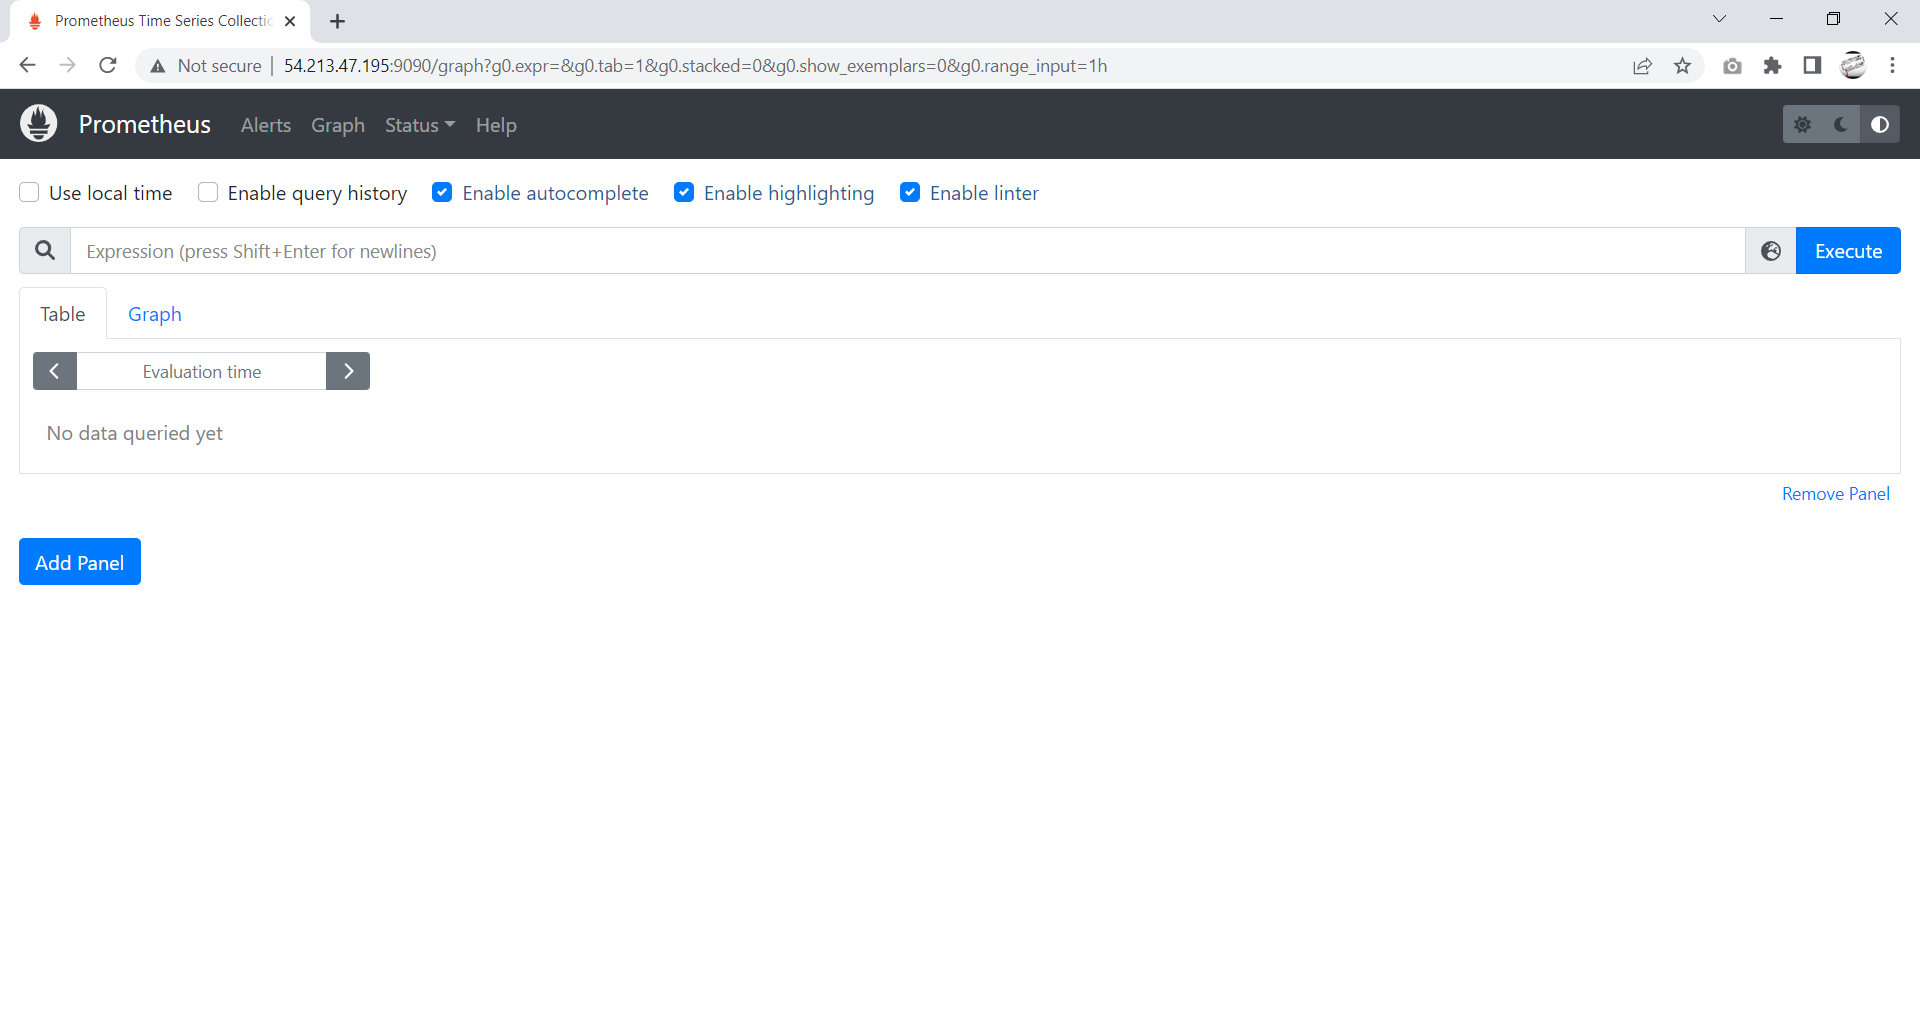 Prometheus Time Series Collectio
Not secure
54.213.47.195:9090/graph?g0.expr=&g0.tab=1&g0.stacked=0&g0.show_exemplars=0&g0.range_input=1h
Prometheus Alerts Graph Status Help
Use local time Enable query history Enable autocomplete Enable highlighting Enable linter
Expression (press Shift+Enter for newlines) Execute
Table Graph
Evaluation time
No data queried yet
Remove Panel
Add Panel